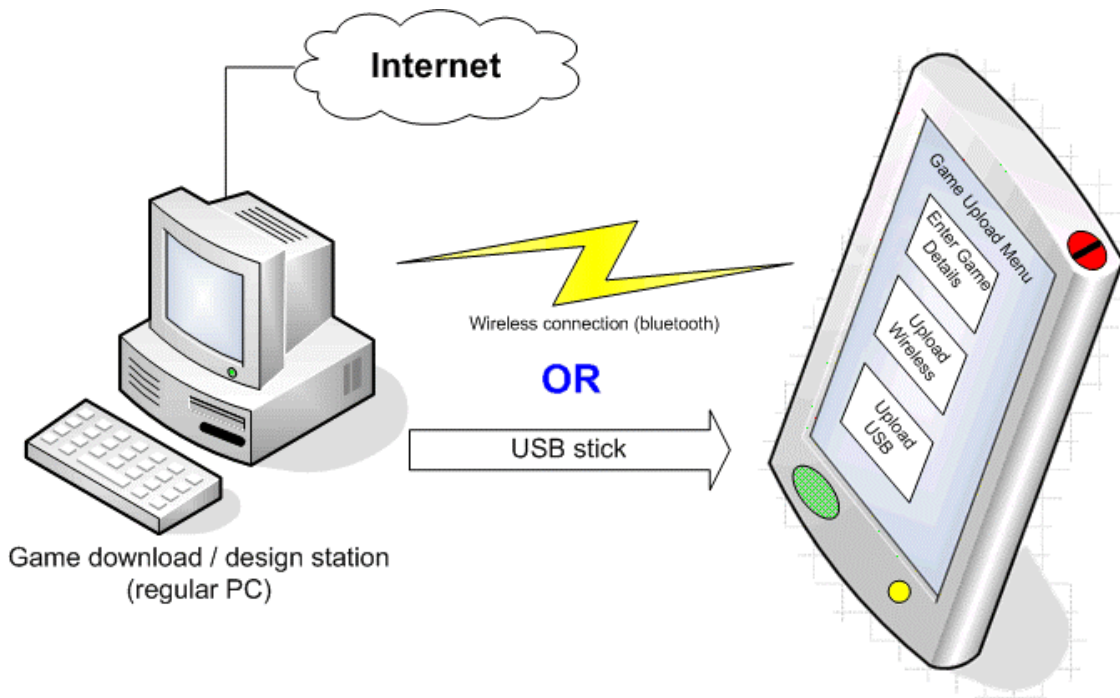 Internet
Wireless connection (bluetooth)
OR
USB stick
Game download / design station
(regular PC)
Game Upload Menu
Enter Game
Details
Upload
Wireless
Upload
USB